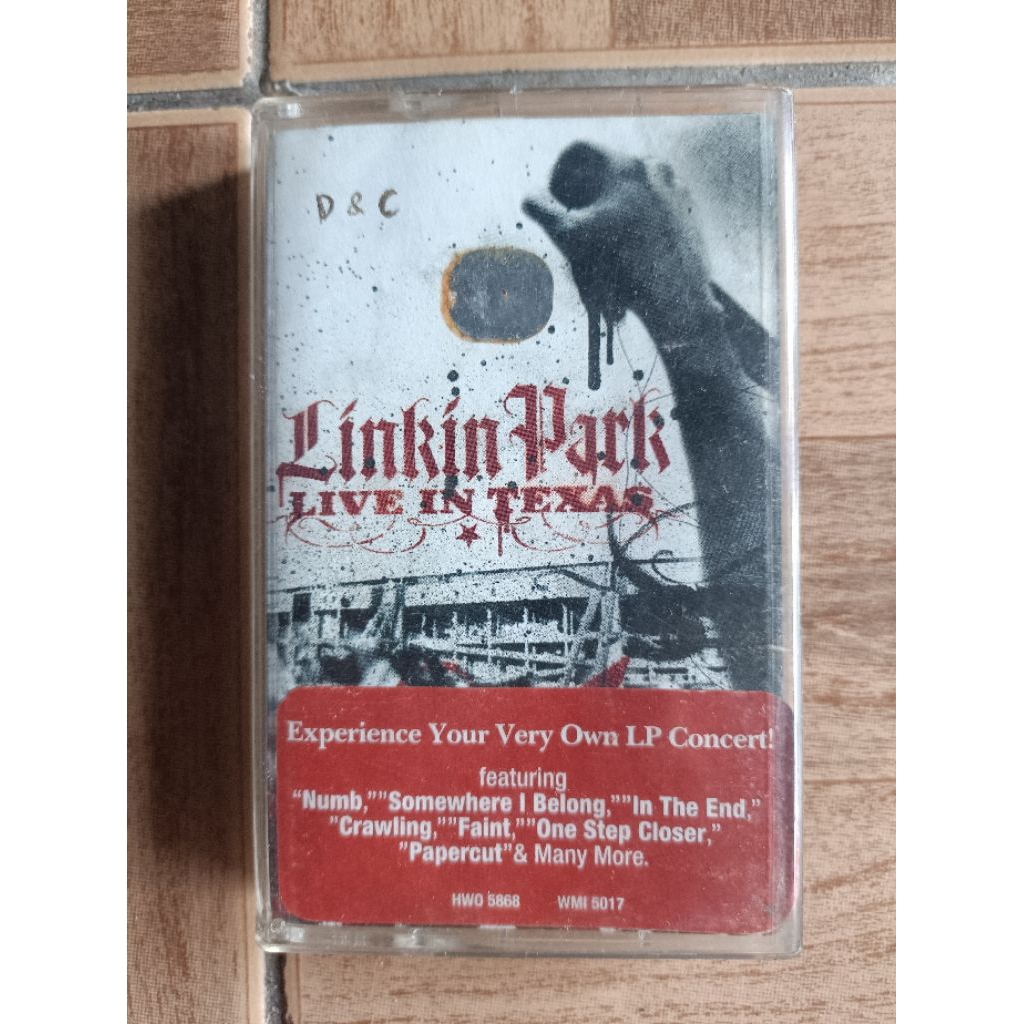 D & C
Linkin Park
LIVE IN TEXAS
Experience Your Very Own LP Concert!
featuring
“Numb,””Somewhere I Belong,””In The End,”
”Crawling,””Faint,””One Step Closer,”
”Papercut”& Many More.
HWO 5868 WMI 5017